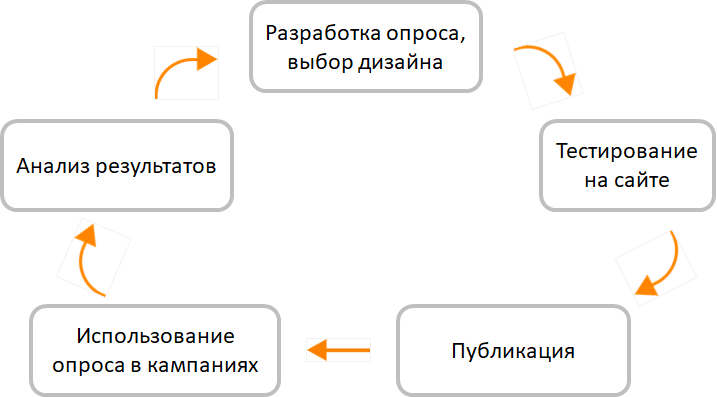 Разработка опроса,
выбор дизайна
Тестирование
на сайте
Публикация
Использование
опроса в кампаниях
Анализ результатов